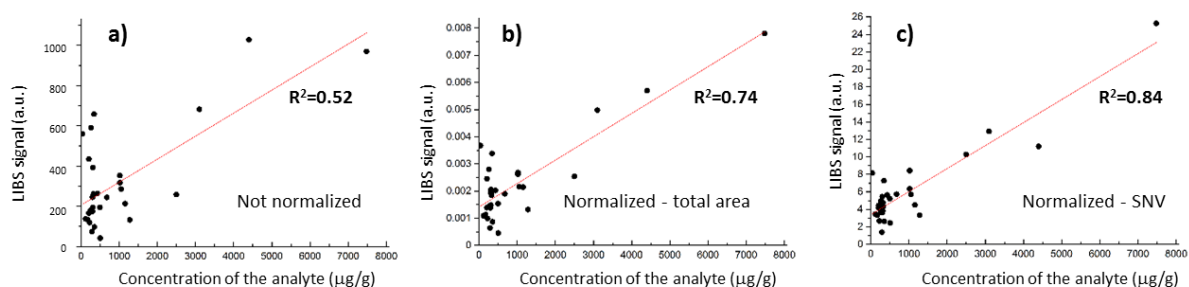 a)
LIBS signal (a.u.)
1000
800
600
400
200
0
R²=0.52
Not normalized
0 1000 2000 3000 4000 5000 6000 7000 8000
Concentration of the analyte (µg/g)
b)
LIBS signal (a.u.)
0.008
0.007
0.006
0.005
0.004
0.003
0.002
0.001
0.000
R²=0.74
Normalized - total area
0 1000 2000 3000 4000 5000 6000 7000 8000
Concentration of the analyte (µg/g)
c)
LIBS signal (a.u.)
26
24
22
20
18
16
14
12
10
8
6
4
2
0
R²=0.84
Normalized - SNV
0 1000 2000 3000 4000 5000 6000 7000 8000
Concentration of the analyte (µg/g)